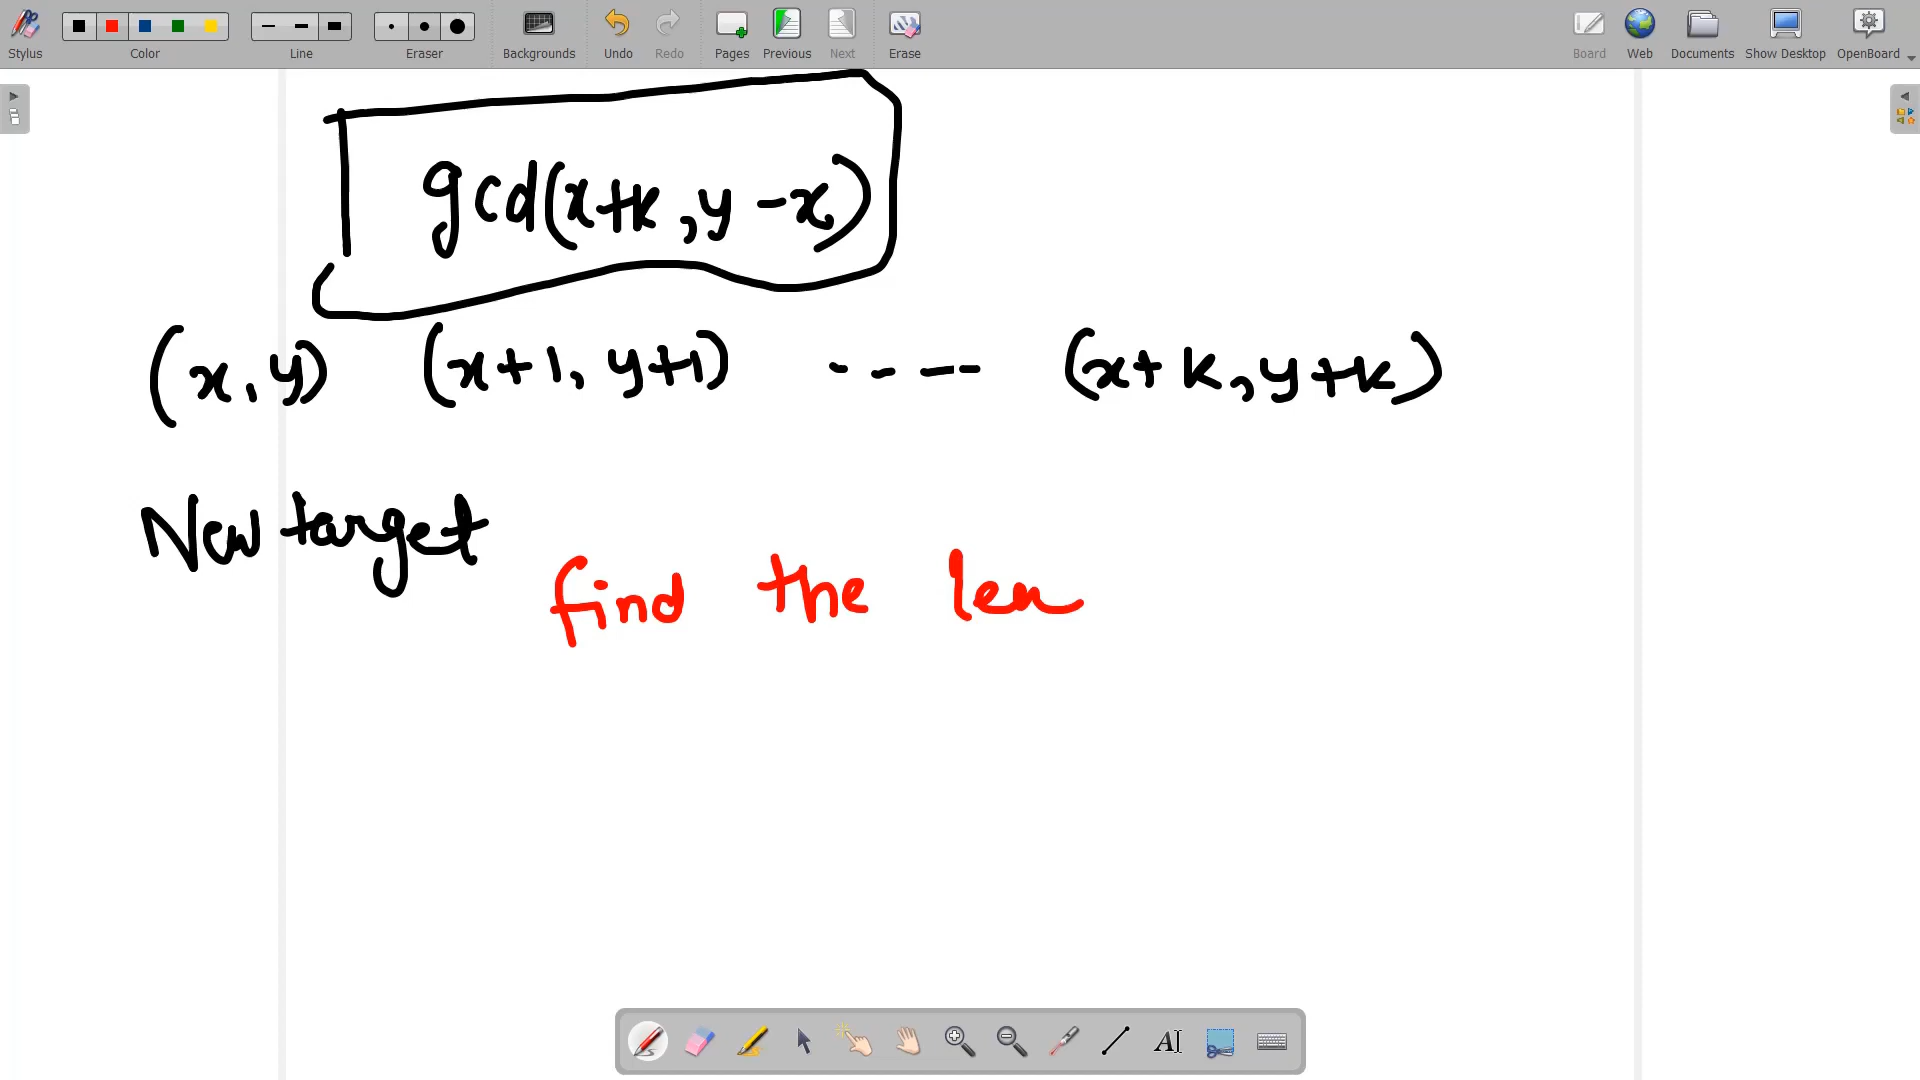 Stylus Color Line Eraser Backgrounds Undo Redo Pages Previous Next Erase Board Web Documents Show Desktop OpenBoard
gcd(x+k,y-x)
(x,y) (x+1, y+1) ----- (x+k,y+k)
New target
find the len